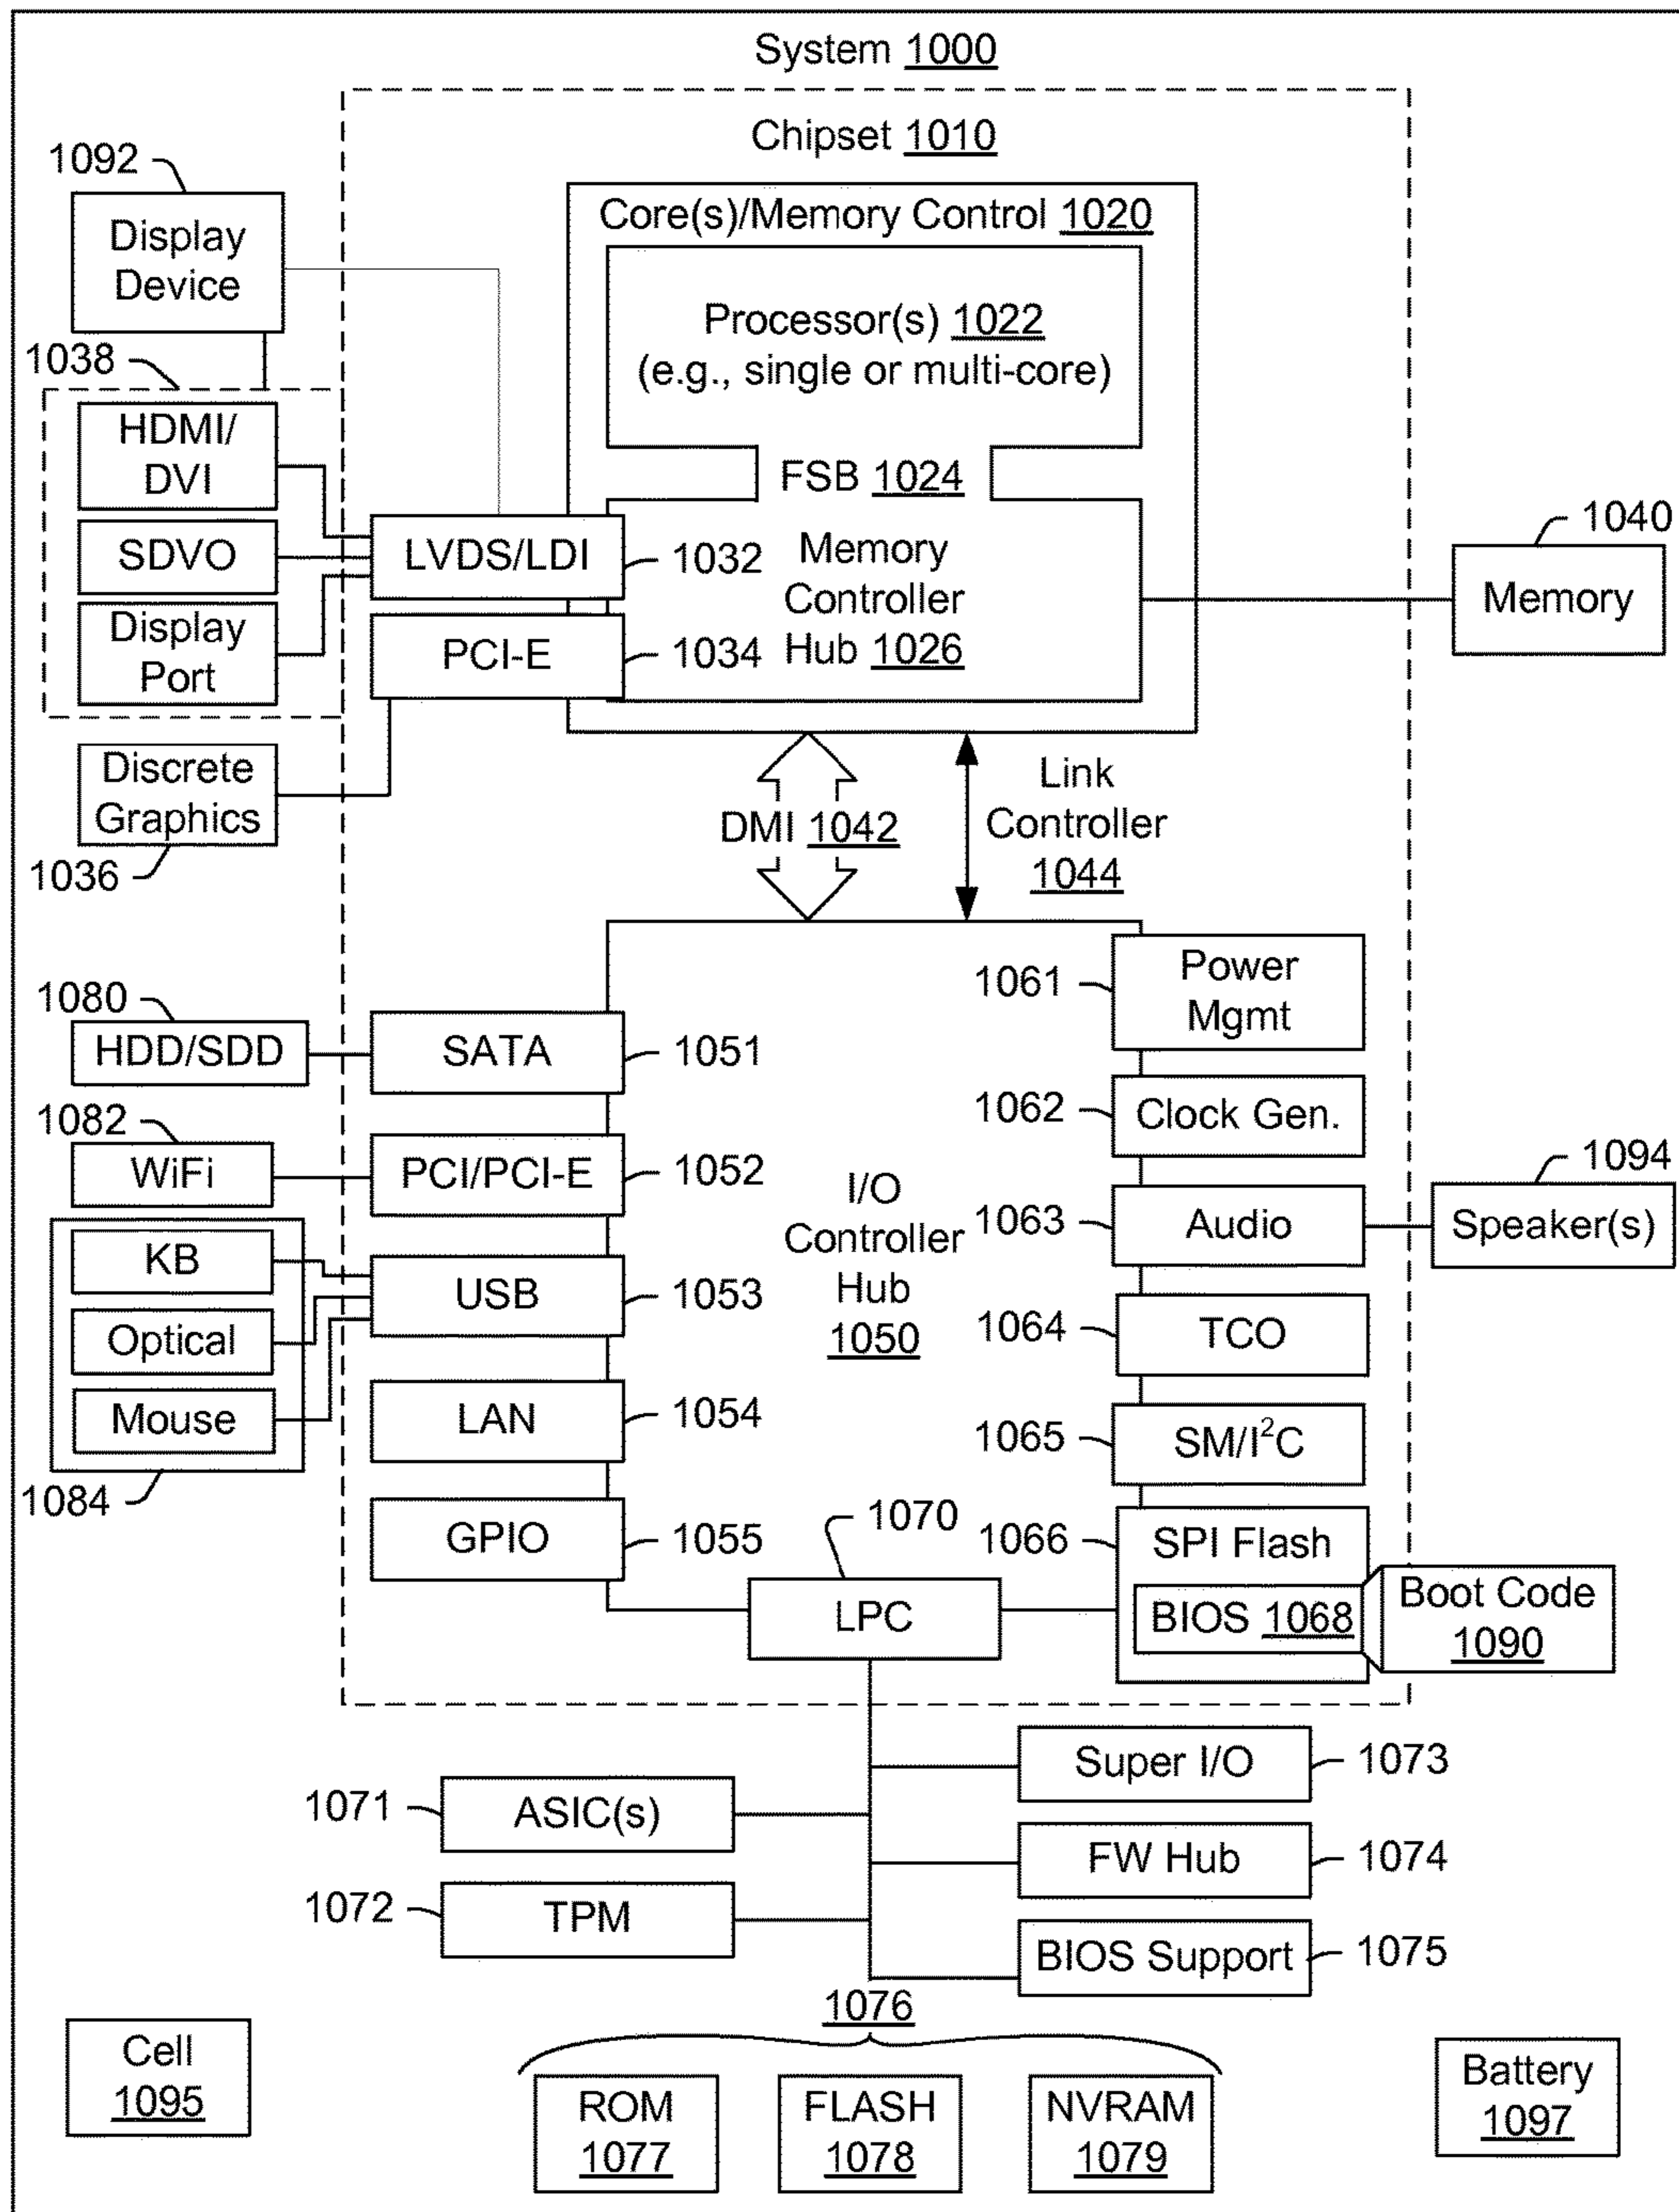 System 1000
Chipset 1010
1092
Display
Device
Core(s)/Memory Control 1020
Processor(s) 1022
(e.g., single or multi-core)
FSB 1024
1038
HDMI/
DVI
SDVO
Display
Port
LVDS/LDI
1032
PCI-E
1034
Memory
Controller
Hub 1026
1040
Memory
Discrete
Graphics
1036
DMI 1042
Link
Controller
1044
1080
HDD/SDD
SATA
1051
1061
Power
Mgmt
1062
Clock Gen.
1082
WiFi
PCI/PCI-E
1052
I/O
Controller
Hub
1050
1063
Audio
1094
Speaker(s)
KB
Optical
Mouse
1084
USB
1053
1064
TCO
LAN
1054
1065
SM/I²C
GPIO
1055
1070
LPC
1066
SPI Flash
BIOS 1068
Boot Code
1090
Super I/O
1073
1071
ASIC(s)
FW Hub
1074
1072
TPM
BIOS Support
1075
1076
Cell
1095
ROM
1077
FLASH
1078
NVRAM
1079
Battery
1097